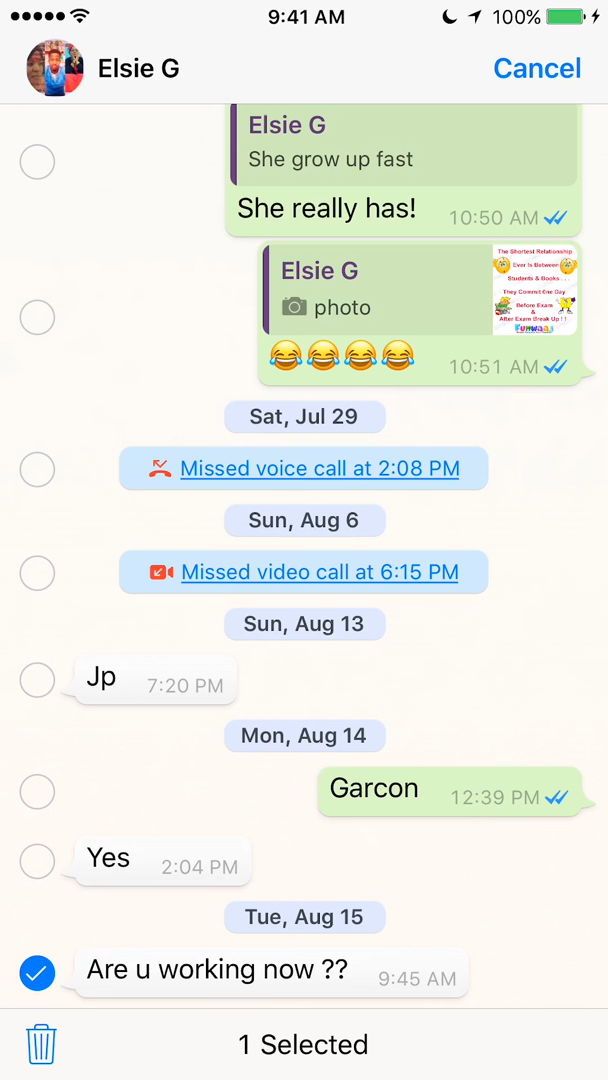 9:41 AM
100%
Elsie G
Cancel
Elsie G
She grow up fast
She really has!
10:50 AM
Elsie G
photo
The Shortest Relationship
Ever Is Between
Students & Books . . .
They Commit One Day
Before Exam
&
After Exam Break Up ! !
Funwaas
😂😂😂😂
10:51 AM
Sat, Jul 29
Missed voice call at 2:08 PM
Sun, Aug 6
Missed video call at 6:15 PM
Sun, Aug 13
Jp
7:20 PM
Mon, Aug 14
Garcon
12:39 PM
Yes
2:04 PM
Tue, Aug 15
Are u working now ??
9:45 AM
1 Selected